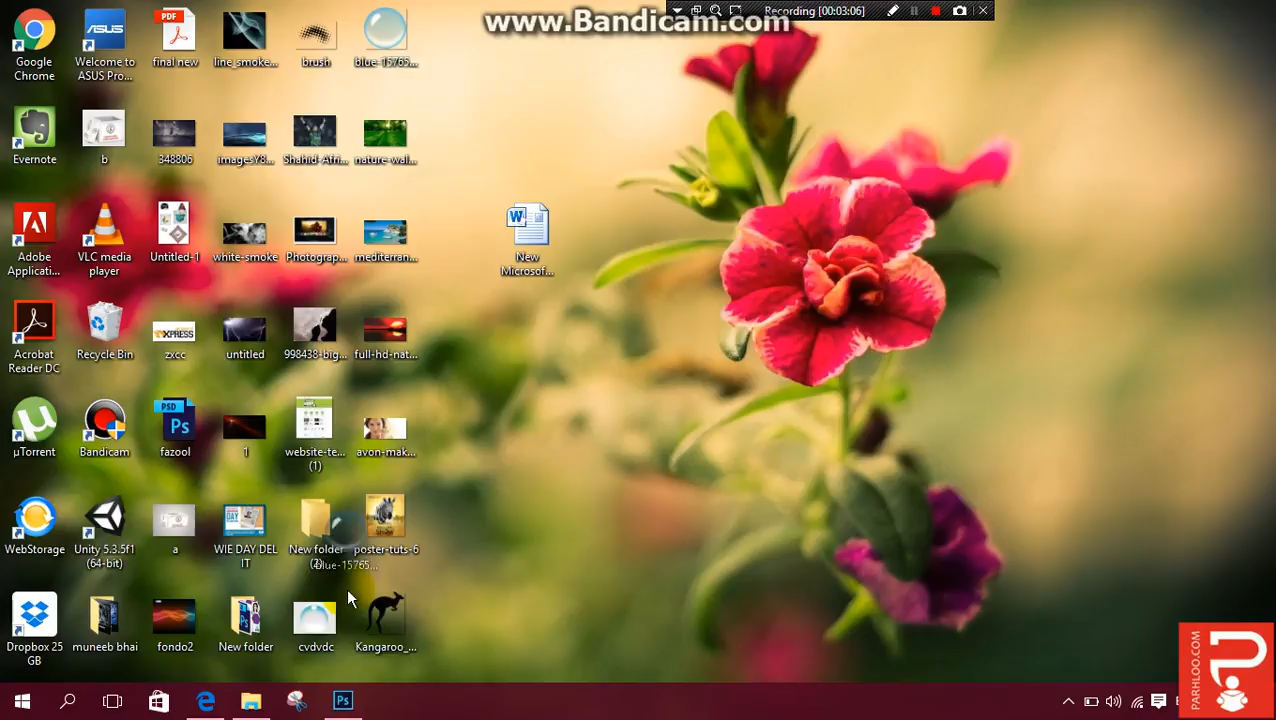 www.Bandicam.com
Recording [00:03:06]
Google
Chrome
ASUS
Welcome to
ASUS Pro...
PDF
final new
line_smoke...
brush
blue-15765...
Evernote
b
348806
imagesY8...
Shahid-Afri...
nature-wal...
Adobe
Applicati...
VLC media
player
Untitled-1
white-smoke
Photograp...
mediterran...
W
New
Microsof...
Acrobat
Reader DC
Recycle Bin
XPRESS
zxcc
untitled
998438-big...
full-hd-nat...
µTorrent
Bandicam
PSD
Ps
fazool
1
website-te...
(1)
avon-mak...
WebStorage
Unity 5.3.5f1
(64-bit)
a
WIE DAY DEL
IT
New folder
(2)
blue-15765...
poster-tuts-6
Dropbox 25
GB
muneeb bhai
fondo2
New folder
cvdvdc
Kangaroo_...
Ps
PARHLOO.COM